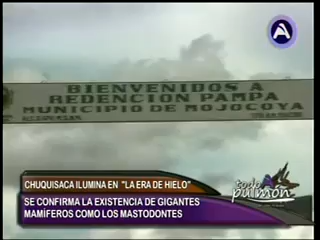 A
BIENVENIDOS A
REDENCION PAMPA
MUNICIPIO DE MOJOCOYA
CHUQUISACA ILUMINA EN "LA ERA DE HIELO"
todo
pulmón
SE CONFIRMA LA EXISTENCIA DE GIGANTES
MAMÍFEROS COMO LOS MASTODONTES